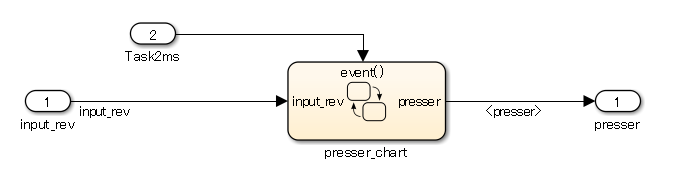 2
Task2ms
event()
1
input_rev
input_rev
input_rev
presser
<presser>
1
presser
presser_chart